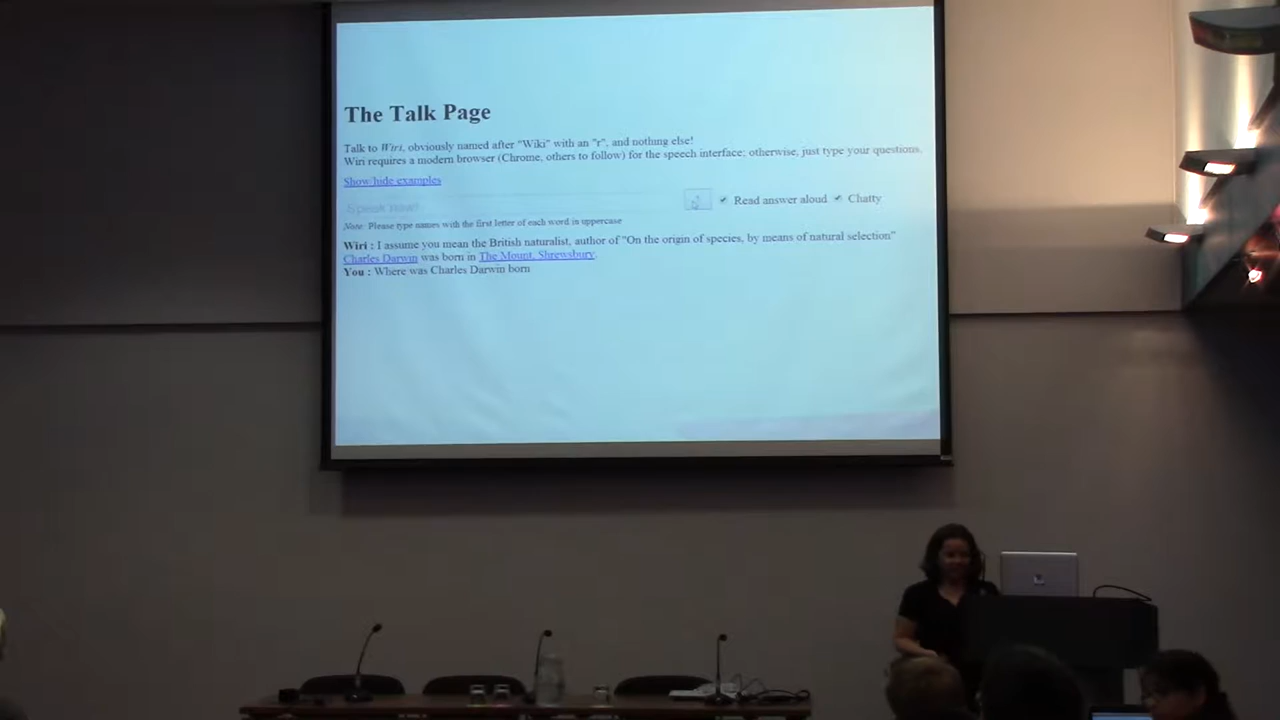 The Talk Page
Talk to Wiri, obviously named after "Wiki" with an "r", and nothing else!
Wiri requires a modern browser (Chrome, others to follow) for the speech interface; otherwise, just type your questions.
Show/hide examples
Speak now!
Read answer aloud
Chatty
Note: Please type names with the first letter of each word in uppercase
Wiri : I assume you mean the British naturalist, author of "On the origin of species, by means of natural selection"
Charles Darwin was born in The Mount, Shrewsbury.
You : Where was Charles Darwin born